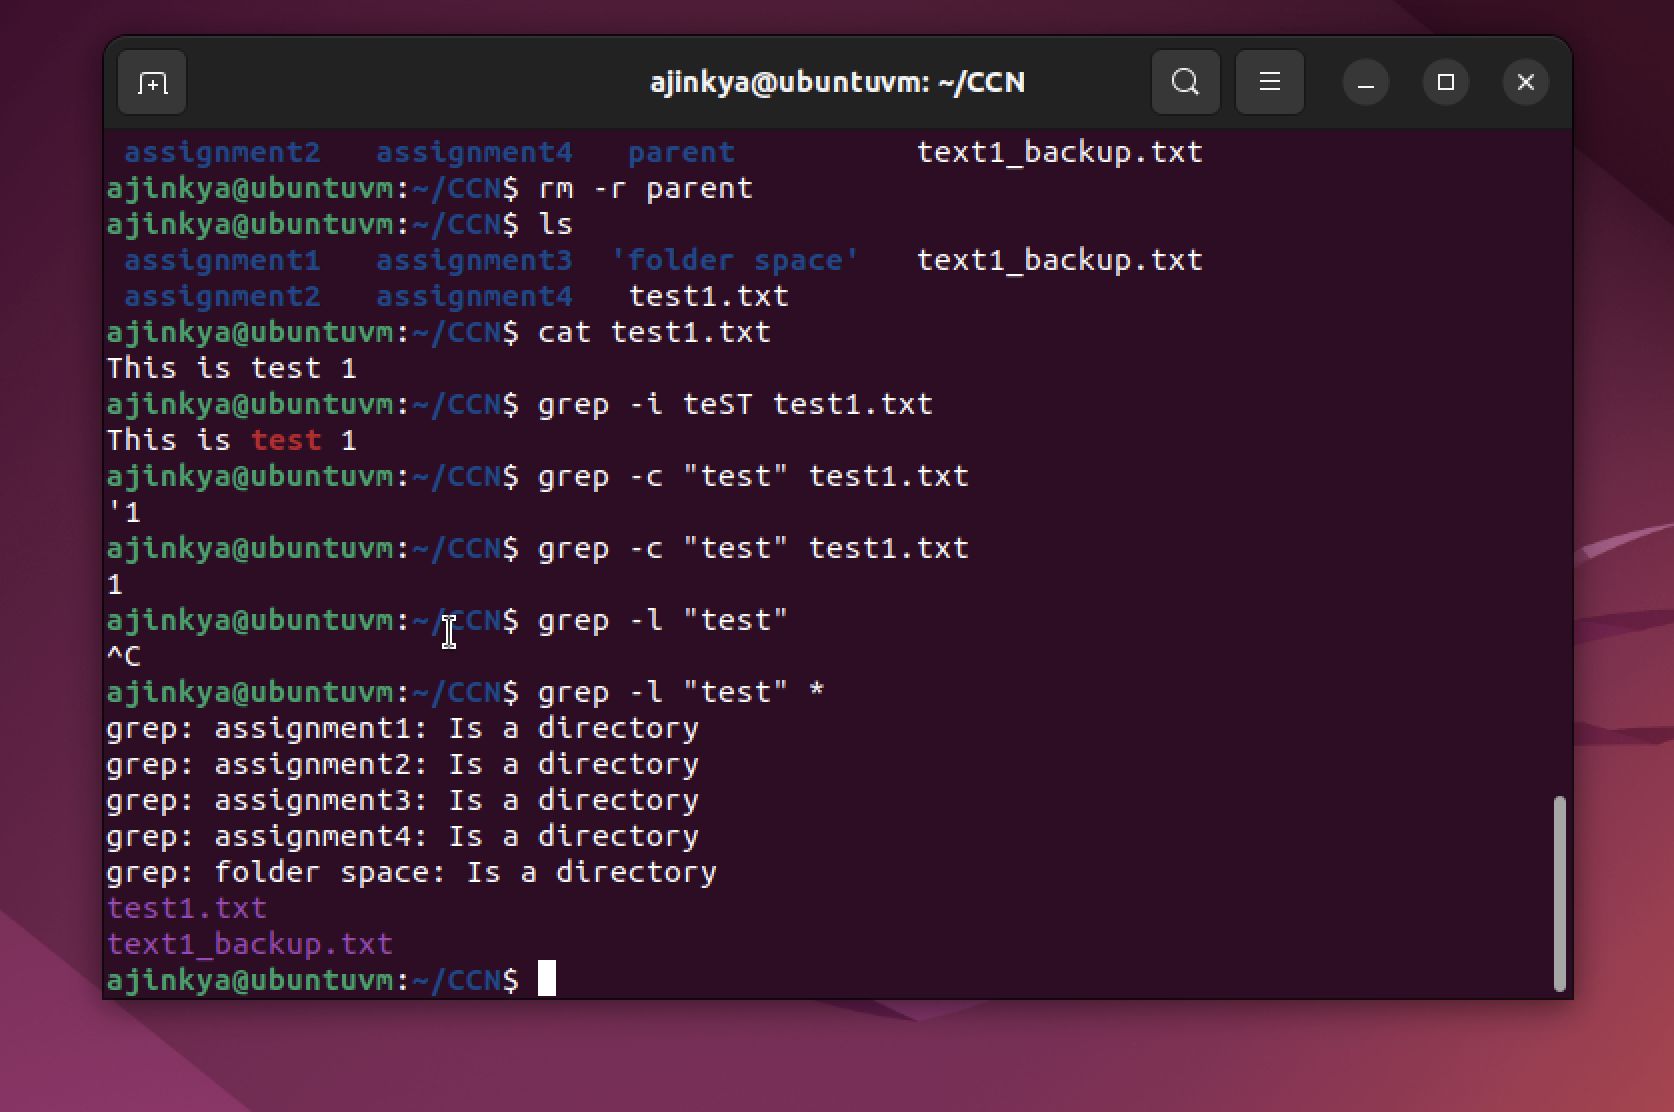 ajinkya@ubuntuvm: ~/CCN
assignment2   assignment4   parent          text1_backup.txt
ajinkya@ubuntuvm:~/CCN$ rm -r parent
ajinkya@ubuntuvm:~/CCN$ ls
 assignment1   assignment3  'folder space'   text1_backup.txt
 assignment2   assignment4   test1.txt
ajinkya@ubuntuvm:~/CCN$ cat test1.txt
This is test 1
ajinkya@ubuntuvm:~/CCN$ grep -i teST test1.txt
This is test 1
ajinkya@ubuntuvm:~/CCN$ grep -c "test" test1.txt
'1
ajinkya@ubuntuvm:~/CCN$ grep -c "test" test1.txt
1
ajinkya@ubuntuvm:~/CCN$ grep -l "test"
^C
ajinkya@ubuntuvm:~/CCN$ grep -l "test" *
grep: assignment1: Is a directory
grep: assignment2: Is a directory
grep: assignment3: Is a directory
grep: assignment4: Is a directory
grep: folder space: Is a directory
test1.txt
text1_backup.txt
ajinkya@ubuntuvm:~/CCN$